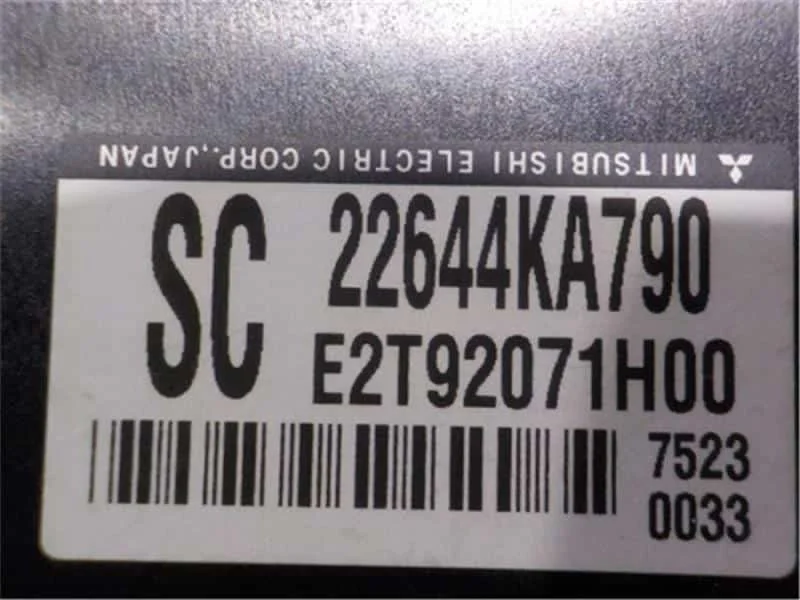 MITSUBISHI ELECTRIC CORP., JAPAN
SC 22644KA790
E2T92071H00
7523
0033